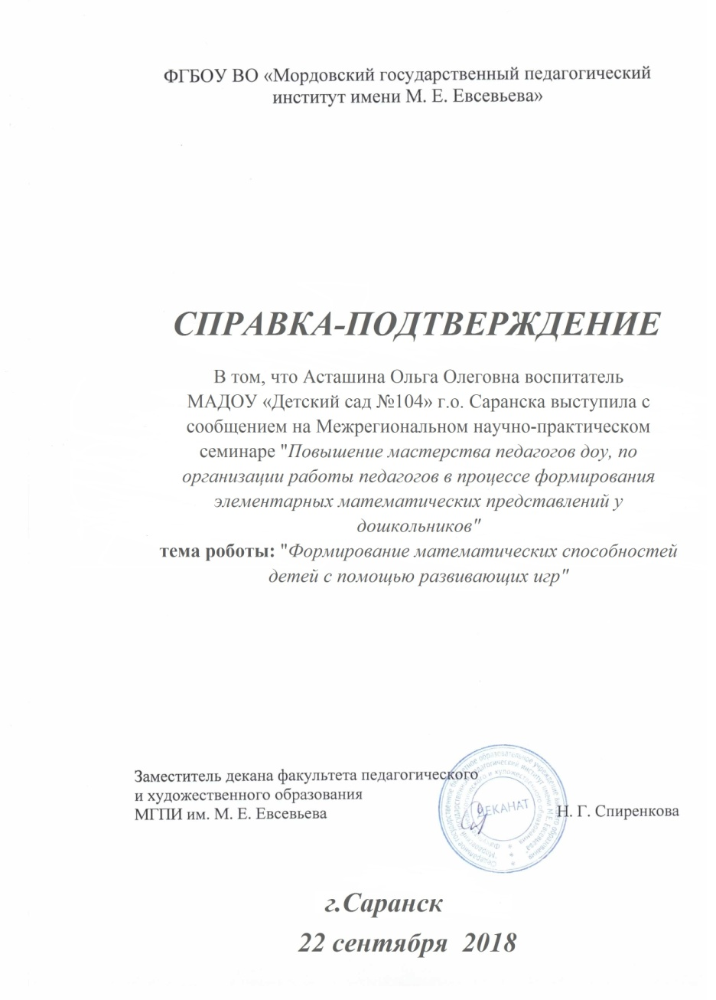 ФГБОУ ВО «Мордовский государственный педагогический
институт имени М. Е. Евсевьева»
СПРАВКА-ПОДТВЕРЖДЕНИЕ
В том, что Асташина Ольга Олеговна воспитатель
МАДОУ «Детский сад №104» г.о. Саранска выступила с
сообщением на Межрегиональном научно-практическом
семинаре "Повышение мастерства педагогов доу, по
организации работы педагогов в процессе формирования
элементарных математических представлений у
дошкольников"
тема роботы: "Формирование математических способностей
детей с помощью развивающих игр"
Заместитель декана факультета педагогического
и художественного образования
МГПИ им. М. Е. Евсевьева
ДЕКАНАТ
Н. Г. Спиренкова
г.Саранск
22 сентября 2018